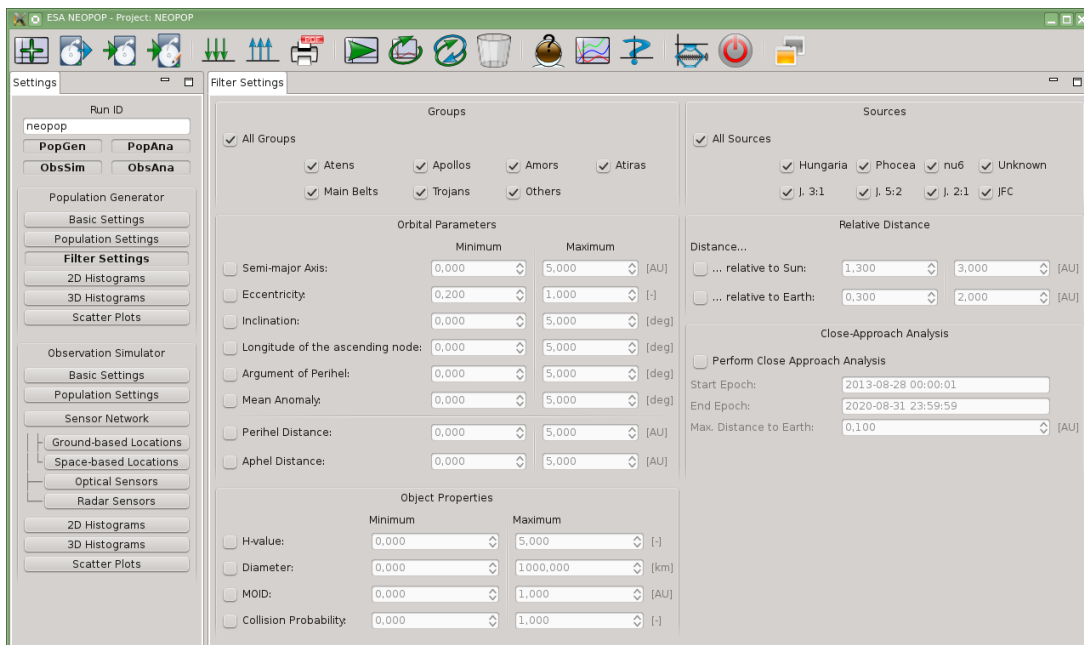 ESA NEOPOP - Project: NEOPOP
PDF
Settings
Filter Settings
Run ID
neopop
PopGen PopAna
ObsSim ObsAna
Population Generator
Basic Settings
Population Settings
Filter Settings
2D Histograms
3D Histograms
Scatter Plots
Observation Simulator
Basic Settings
Population Settings
Sensor Network
Ground-based Locations
Space-based Locations
Optical Sensors
Radar Sensors
2D Histograms
3D Histograms
Scatter Plots
Groups
All Groups
Atens Apollos Amors Atiras
Main Belts Trojans Others
Orbital Parameters
Minimum Maximum
Semi-major Axis: 0,000 5,000 [AU]
Eccentricity: 0,200 1,000 [-]
Inclination: 0,000 5,000 [deg]
Longitude of the ascending node: 0,000 5,000 [deg]
Argument of Perihel: 0,000 5,000 [deg]
Mean Anomaly: 0,000 5,000 [deg]
Perihel Distance: 0,000 5,000 [AU]
Aphel Distance: 0,000 5,000 [AU]
Object Properties
Minimum Maximum
H-value: 0,000 5,000 [-]
Diameter: 0,000 1000,000 [km]
MOID: 0,000 1,000 [AU]
Collision Probability: 0,000 1,000 [-]
Sources
All Sources
Hungaria Phocea nu6 Unknown
J. 3:1 J. 5:2 J. 2:1 JFC
Relative Distance
Distance...
... relative to Sun: 1,300 3,000 [AU]
... relative to Earth: 0,300 2,000 [AU]
Close-Approach Analysis
Perform Close Approach Analysis
Start Epoch: 2013-08-28 00:00:01
End Epoch: 2020-08-31 23:59:59
Max. Distance to Earth: 0,100 [AU]